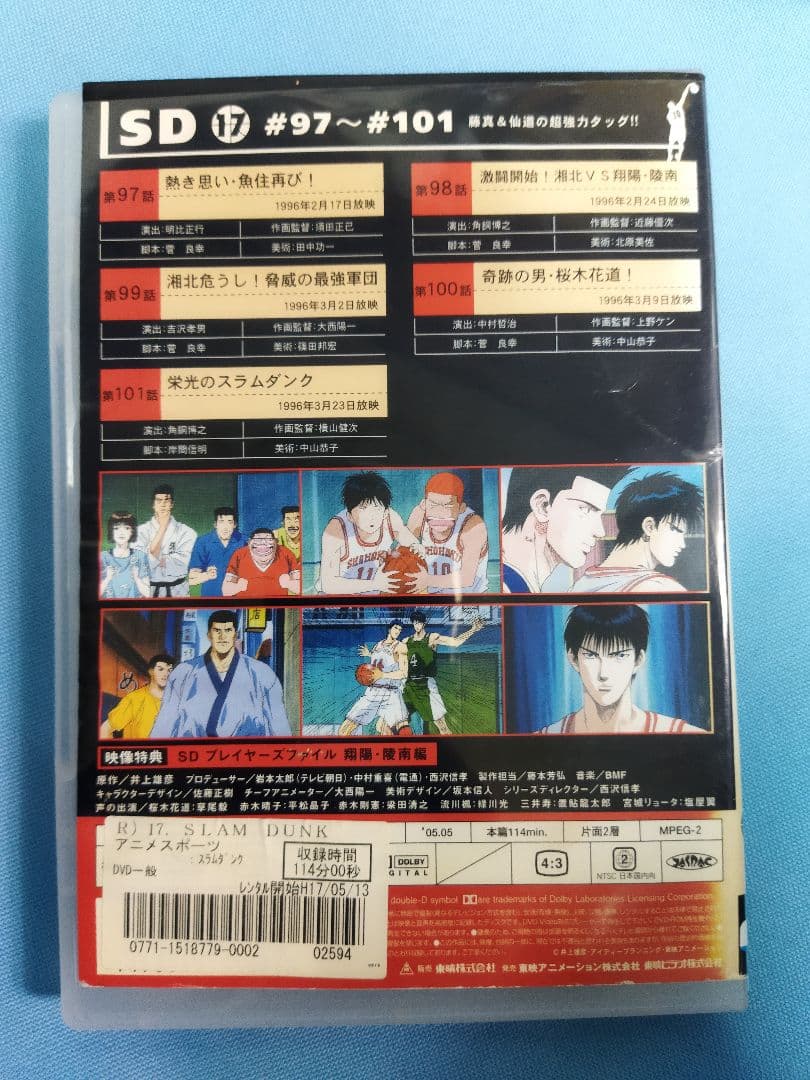 SD 17 #97～#101 藤真&仙道の超強力タッグ!!
第97話 熱き思い・魚住再び！
1996年2月17日放映
演出：明比正行 作画監督：須田正己
脚本：菅 良幸 美術：田中功一
第98話 激闘開始！湘北VS翔陽・陵南
1996年2月24日放映
演出：角銅博之 作画監督：近藤優次
脚本：菅 良幸 美術：北原美佐
第99話 湘北危うし！脅威の最強軍団
1996年3月2日放映
演出：吉沢孝男 作画監督：大西陽一
脚本：菅 良幸 美術：篠田邦宏
第100話 奇跡の男・桜木花道！
1996年3月9日放映
演出：中村哲治 作画監督：上野ケン
脚本：菅 良幸 美術：中山恭子
第101話 栄光のスラムダンク
1996年3月23日放映
演出：角銅博之 作画監督：横山健次
脚本：岸間信明 美術：中山恭子
SHOHOKU 11
SHOHOKU 10
4
映像特典 SD プレイヤーズファイル 翔陽・陵南編
原作／井上雄彦 プロデューサー／岩本太郎（テレビ朝日）・中村重喜（電通）・西沢信孝 製作担当／藤本芳弘 音楽／BMF
キャラクターデザイン／佐藤正樹 チーフアニメーター／大西陽一 美術デザイン／坂本信人 シリーズディレクター／西沢信孝
声の出演／桜木花道：草尾毅 赤木晴子：平松晶子 赤木剛憲：梁田清之 流川楓：緑川光 三井寿：置鮎龍太郎 宮城リョータ：塩屋翼
'05.05 本篇114min. 片面2層 MPEG-2
DOLBY DIGITAL 4:3 2 NTSC 日本国内向
R) 17. SLAM DUNK
アニメスポーツ
：スラムダンク
DVD一般
収録時間
114分00秒
レンタル開始H17/05/13
0771-1518779-0002 02594
double-D symbol are trademarks of Dolby Laboratories Licensing Corporation
販売 東映株式会社 発売 東映アニメーション株式会社 東映ビデオ株式会社